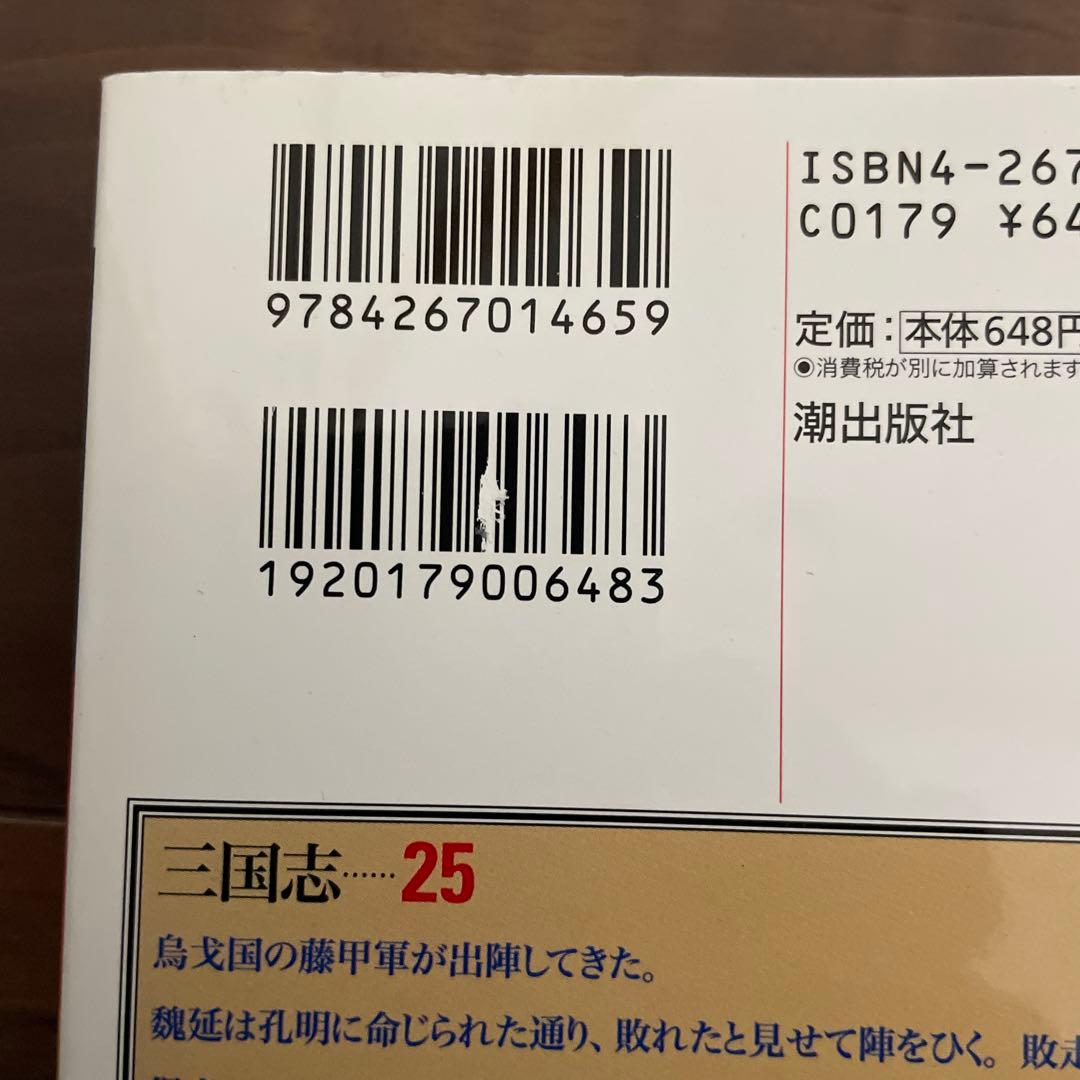 9784267014659
1920179006483
ISBN4-267
C0179 ¥64
定価：本体648円
◉消費税が別に加算されます
潮出版社
三国志……25
烏戈国の藤甲軍が出陣してきた。
魏延は孔明に命じられた通り、敗れたと見せて陣をひく。敗走